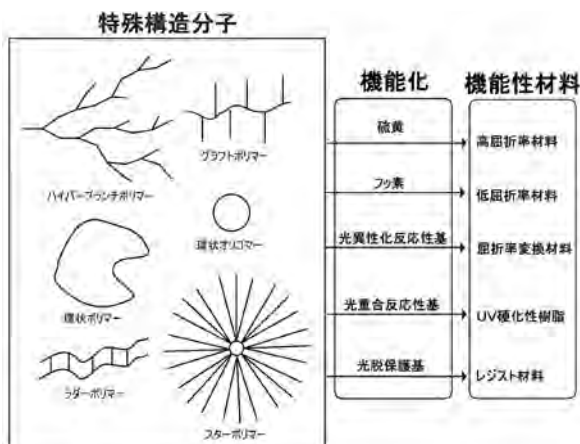 特殊構造分子
ハイパーブランチポリマー
グラフトポリマー
環状オリゴマー
環状ポリマー
ラダーポリマー
スターポリマー
機能化
硫黄
フッ素
光異性化反応性基
光重合反応性基
光脱保護基
機能性材料
高屈折率材料
低屈折率材料
屈折率変換材料
UV硬化性樹脂
レジスト材料